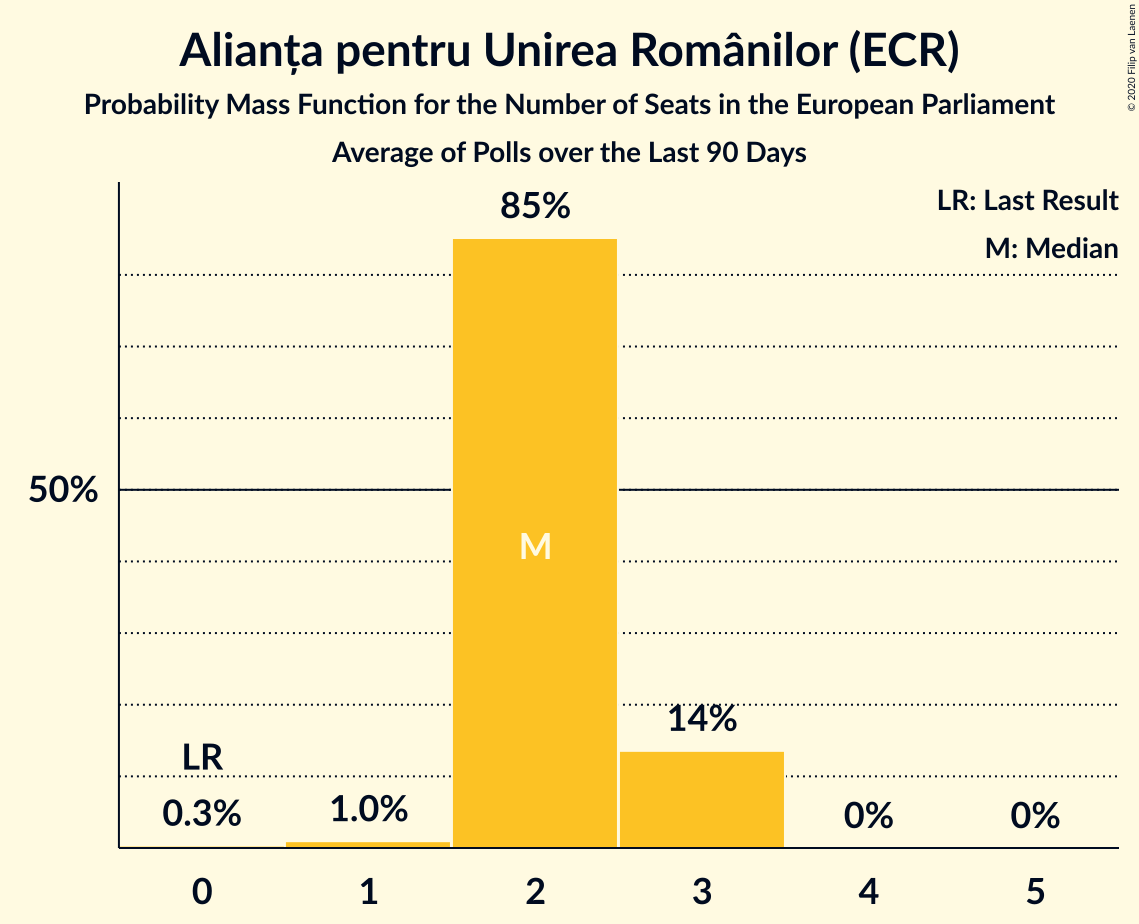 Alianța pentru Unirea Românilor (ECR)
Probability Mass Function for the Number of Seats in the European Parliament
Average of Polls over the Last 90 Days
© 2020 Filip van Laenen
LR: Last Result
M: Median
85%
50%
M
14%
LR
0.3%
1.0%
0%
0%
0 1 2 3 4 5